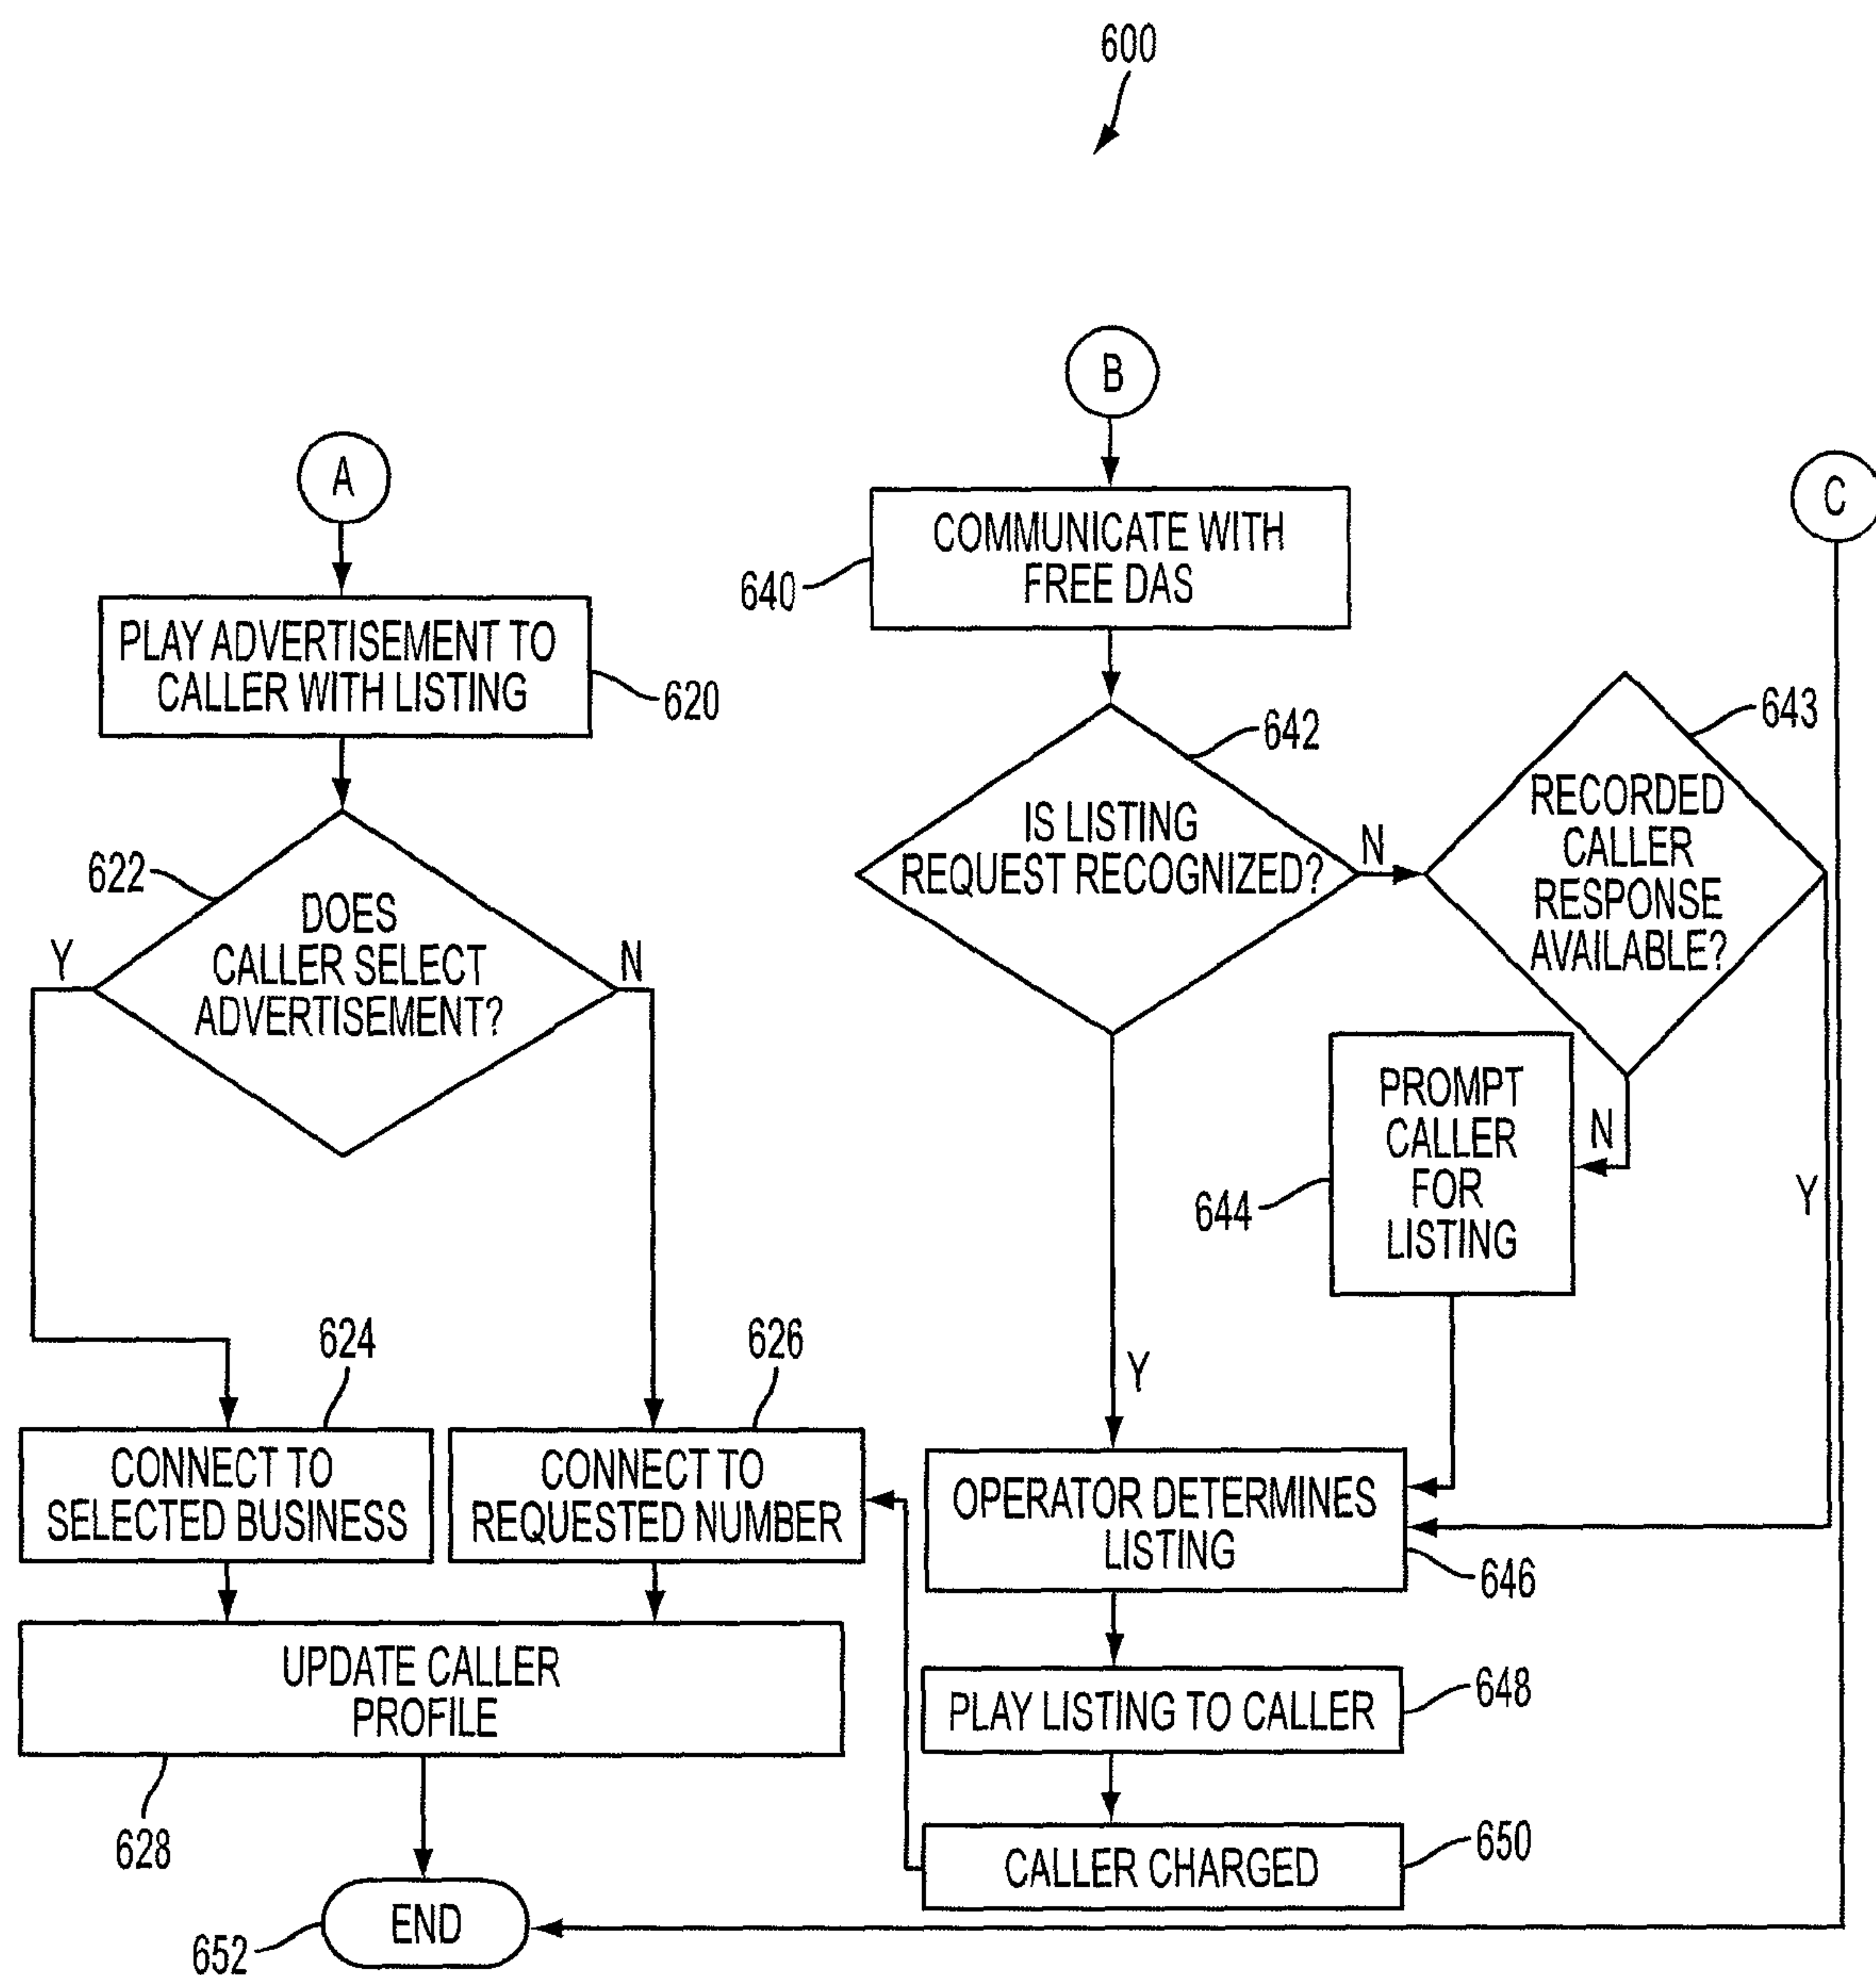 600
A
PLAY ADVERTISEMENT TO
CALLER WITH LISTING
620
622
DOES
CALLER SELECT
ADVERTISEMENT?
Y
N
624
CONNECT TO
SELECTED BUSINESS
626
CONNECT TO
REQUESTED NUMBER
UPDATE CALLER
PROFILE
628
END
652
B
COMMUNICATE WITH
FREE DAS
640
642
IS LISTING
REQUEST RECOGNIZED?
N
Y
643
RECORDED
CALLER
RESPONSE
AVAILABLE?
N
Y
PROMPT
CALLER
FOR
LISTING
644
OPERATOR DETERMINES
LISTING
646
PLAY LISTING TO CALLER
648
CALLER CHARGED
650
C